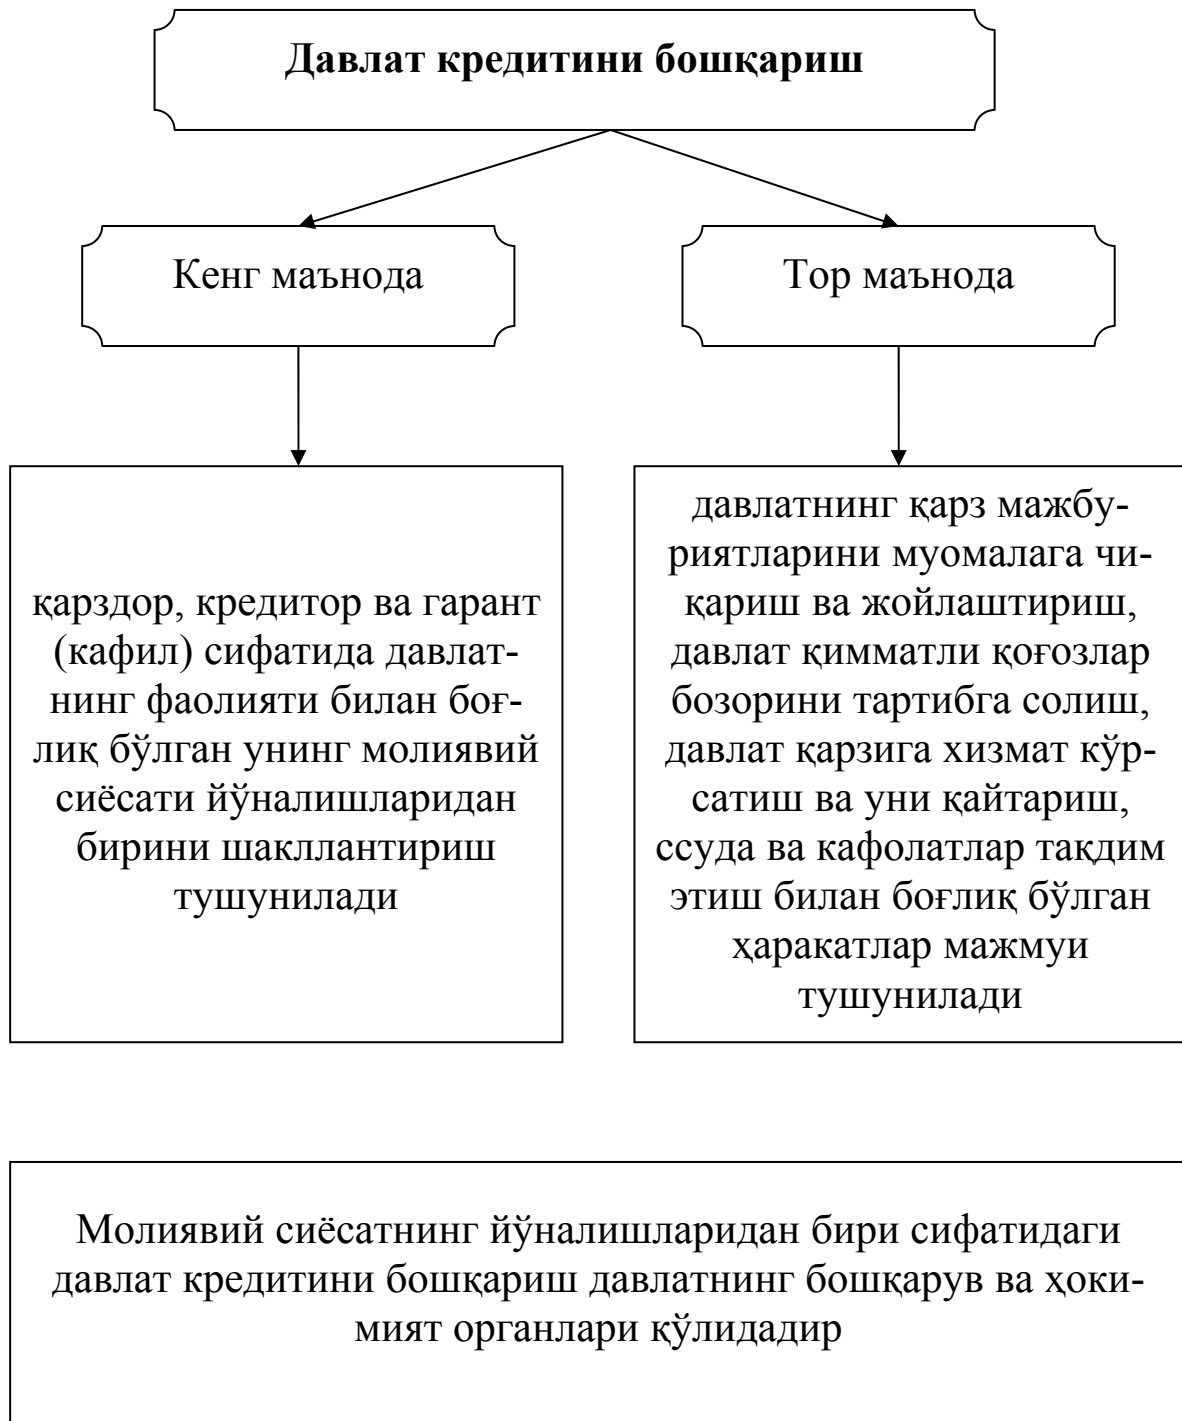 Давлат кредитини бошқариш
Кенг маънода
Тор маънода
қарздор, кредитор ва гарант
(кафил) сифатида давлат-
нинг фаолияти билан боғ-
лиқ бўлган унинг молиявий
сиёсати йўналишларидан
бирини шакллантириш
тушунилади
давлатнинг қарз мажбу-
риятларини муомалага чи-
қариш ва жойлаштириш,
давлат қимматли қоғозлар
бозорини тартибга солиш,
давлат қарзига хизмат кўр-
сатиш ва уни қайтариш,
ссуда ва кафолатлар тақдим
этиш билан боғлиқ бўлган
ҳаракатлар мажмуи
тушунилади
Молиявий сиёсатнинг йўналишларидан бири сифатидаги
давлат кредитини бошқариш давлатнинг бошқарув ва ҳоки-
мият органлари қўлидадир